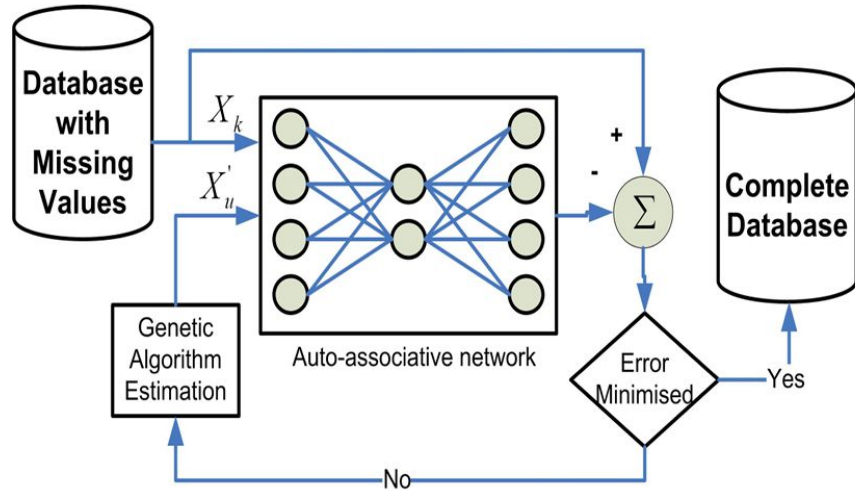 Database
with
Missing
Values
X_k
X'_u
+
-
Σ
Complete
Database
Genetic
Algorithm
Estimation
Auto-associative network
Error
Minimised
Yes
No